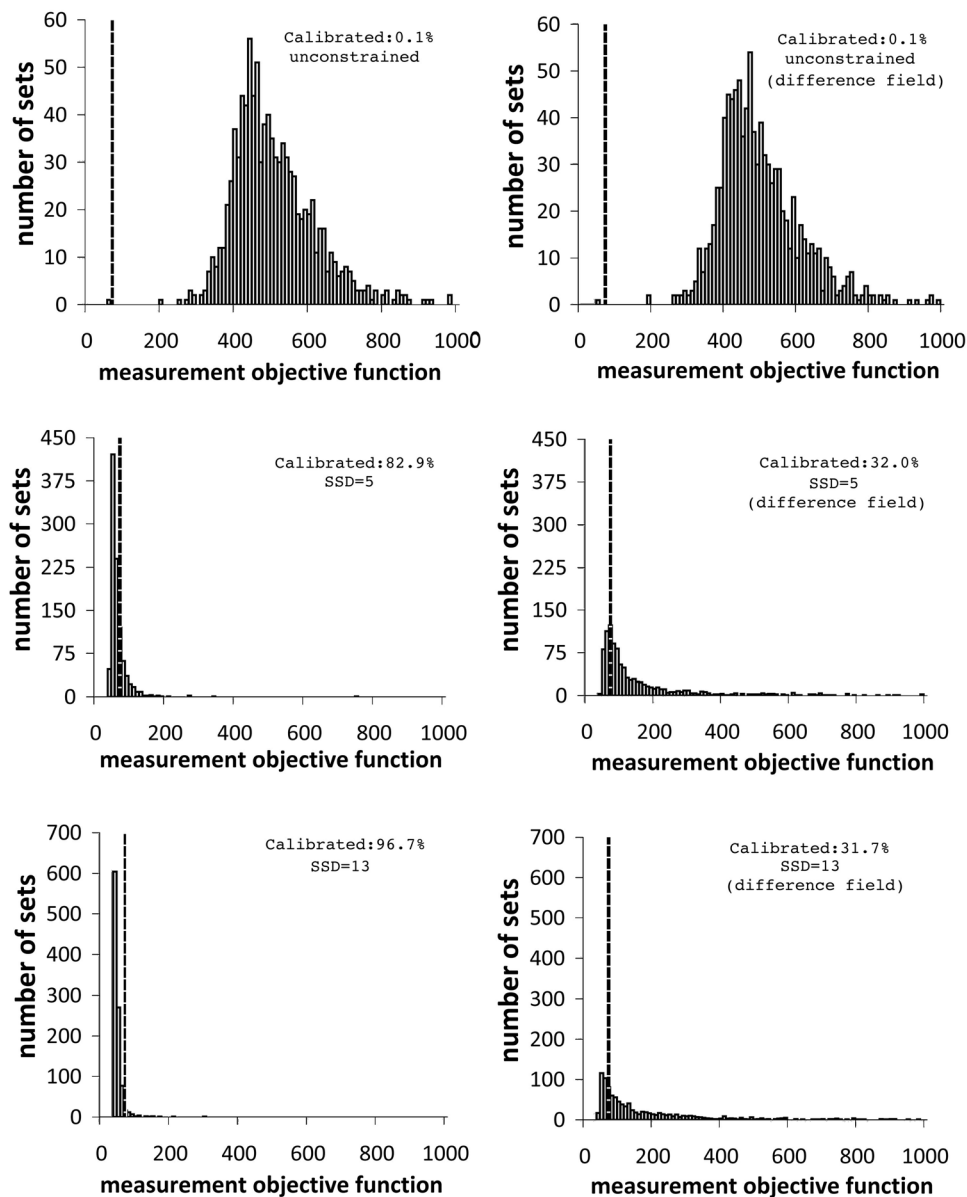 60
50
40
30
20
10
0
number of sets
Calibrated:0.1%
unconstrained
0 200 400 600 800 1000
measurement objective function
60
50
40
30
20
10
0
number of sets
Calibrated:0.1%
unconstrained
(difference field)
0 200 400 600 800 1000
measurement objective function
450
375
300
225
150
75
0
number of sets
Calibrated:82.9%
SSD=5
0 200 400 600 800 1000
measurement objective function
450
375
300
225
150
75
0
number of sets
Calibrated:32.0%
SSD=5
(difference field)
0 200 400 600 800 1000
measurement objective function
700
600
500
400
300
200
100
0
number of sets
Calibrated:96.7%
SSD=13
0 200 400 600 800 1000
measurement objective function
700
600
500
400
300
200
100
0
number of sets
Calibrated:31.7%
SSD=13
(difference field)
0 200 400 600 800 1000
measurement objective function